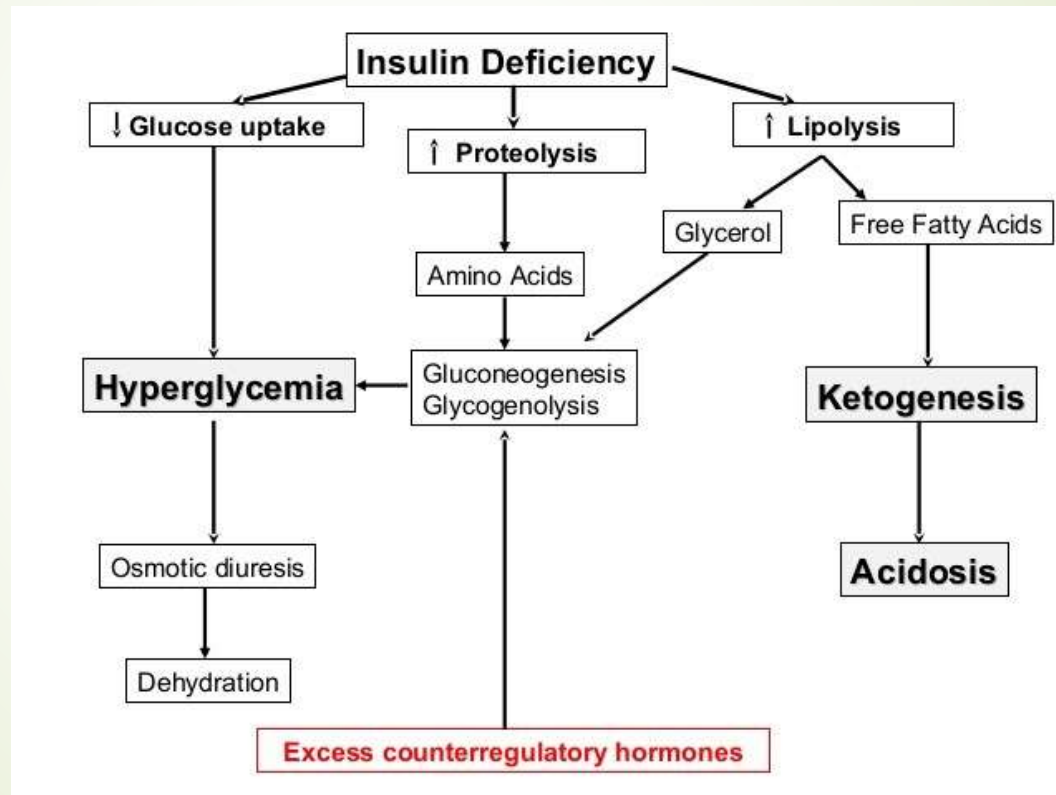 Insulin Deficiency
↓ Glucose uptake
↑ Proteolysis
↑ Lipolysis
Glycerol
Free Fatty Acids
Amino Acids
Hyperglycemia
Gluconeogenesis
Glycogenolysis
Ketogenesis
Osmotic diuresis
Acidosis
Dehydration
Excess counterregulatory hormones